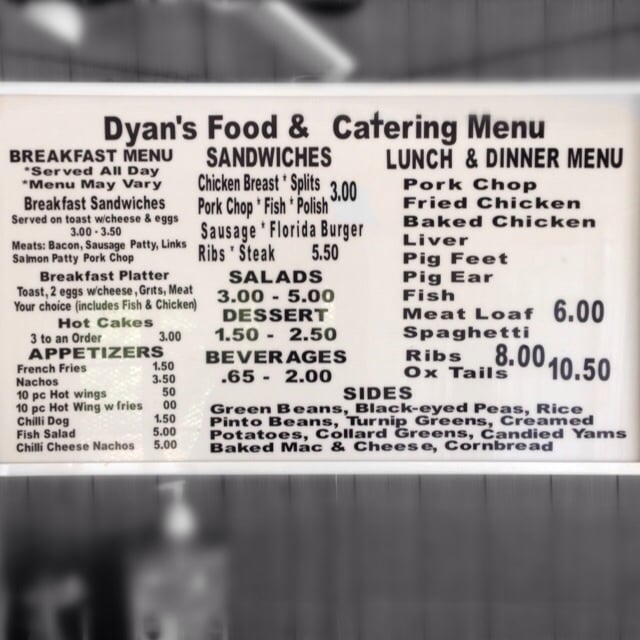 Dyan's Food & Catering Menu
BREAKFAST MENU
*Served All Day
*Menu May Vary
Breakfast Sandwiches
Served on toast w/cheese & eggs
3.00 - 3.50
Meats: Bacon, Sausage Patty, Links
Salmon Patty Pork Chop
Breakfast Platter
Toast, 2 eggs w/cheese, Grits, Meat
Your choice (includes Fish & Chicken)
Hot Cakes
3 to an Order 3.00
APPETIZERS
French Fries 1.50
Nachos 3.50
10 pc Hot wings 50
10 pc Hot Wing w fries 00
Chilli Dog 1.50
Fish Salad 5.00
Chilli Cheese Nachos 5.00
SANDWICHES
Chicken Breast * Splits 3.00
Pork Chop * Fish * Polish
Sausage * Florida Burger
Ribs * Steak 5.50
SALADS
3.00 - 5.00
DESSERT
1.50 - 2.50
BEVERAGES
.65 - 2.00
LUNCH & DINNER MENU
Pork Chop
Fried Chicken
Baked Chicken
Liver
Pig Feet
Pig Ear
Fish
Meat Loaf 6.00
Spaghetti
Ribs 8.00
Ox Tails 10.50
SIDES
Green Beans, Black-eyed Peas, Rice
Pinto Beans, Turnip Greens, Creamed
Potatoes, Collard Greens, Candied Yams
Baked Mac & Cheese, Cornbread